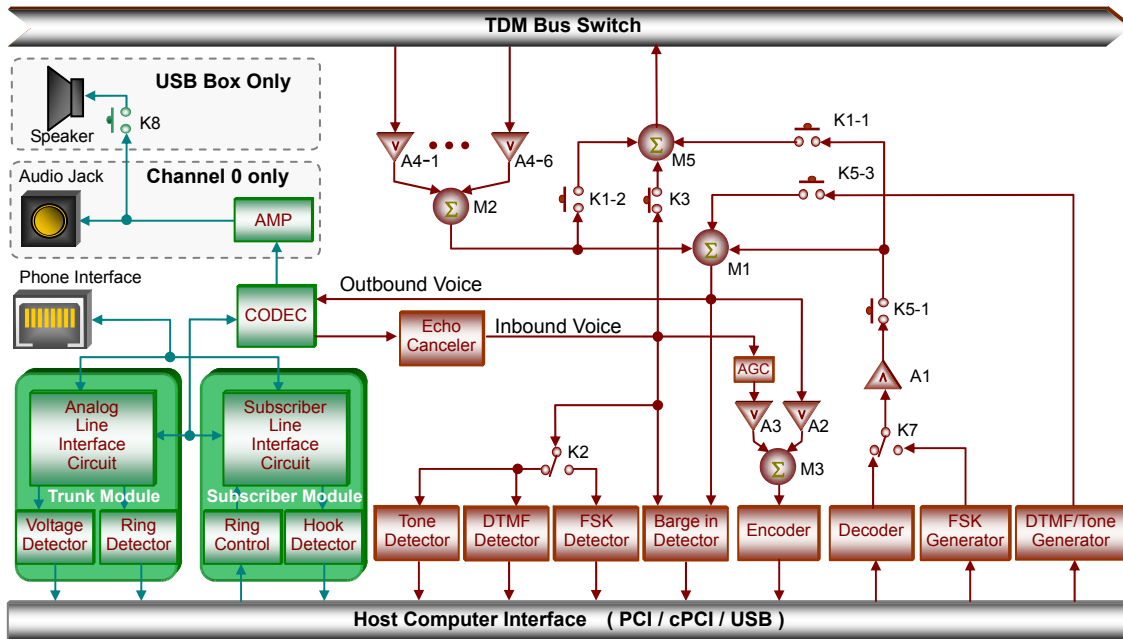 TDM Bus Switch
USB Box Only
Speaker
K8
Audio Jack
Channel 0 only
AMP
Phone Interface
CODEC
Outbound Voice
Inbound Voice
Echo
Canceler
V
A4-1
V
A4-6
Σ
M2
K1-2
Σ
M5
K3
K1-1
K5-3
Σ
M1
K5-1
V
A1
AGC
V
A3
V
A2
K7
K2
Σ
M3
Analog
Line
Interface
Circuit
Trunk Module
Subscriber
Line
Interface
Circuit
Subscriber Module
Voltage
Detector
Ring
Detector
Ring
Control
Hook
Detector
Tone
Detector
DTMF
Detector
FSK
Detector
Barge in
Detector
Encoder
Decoder
FSK
Generator
DTMF/Tone
Generator
Host Computer Interface ( PCI / cPCI / USB )